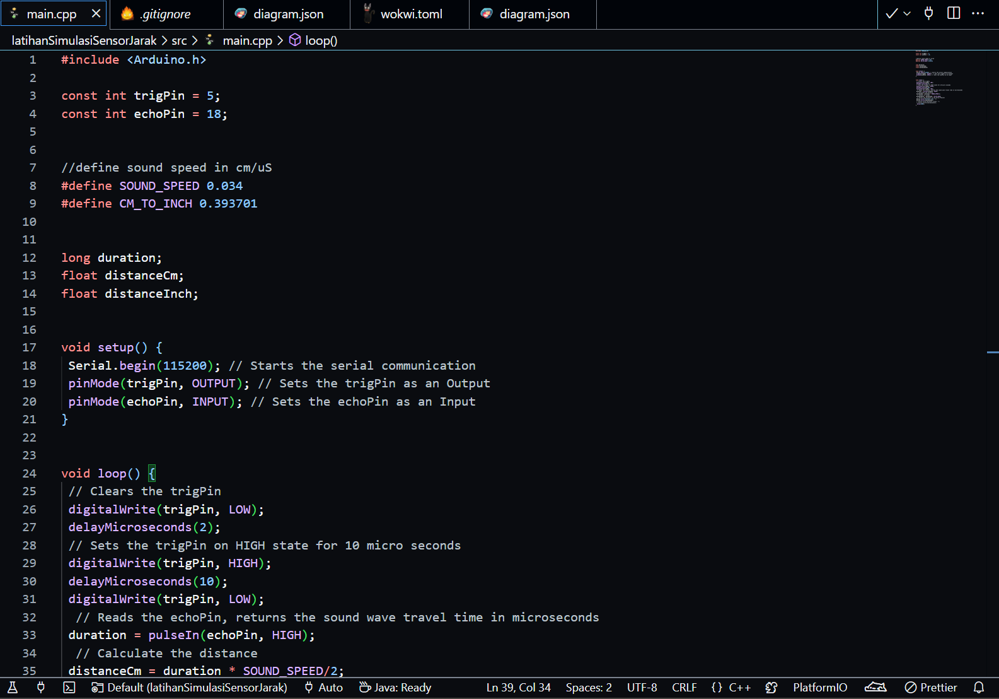 main.cpp
.gitignore
diagram.json
wokwi.toml
diagram.json
latihanSimulasiSensorJarak > src > main.cpp > loop()
1 #include <Arduino.h>
2
3 const int trigPin = 5;
4 const int echoPin = 18;
5
6
7 //define sound speed in cm/uS
8 #define SOUND_SPEED 0.034
9 #define CM_TO_INCH 0.393701
10
11
12 long duration;
13 float distanceCm;
14 float distanceInch;
15
16
17 void setup() {
18 Serial.begin(115200); // Starts the serial communication
19 pinMode(trigPin, OUTPUT); // Sets the trigPin as an Output
20 pinMode(echoPin, INPUT); // Sets the echoPin as an Input
21 }
22
23
24 void loop() {
25 // Clears the trigPin
26 digitalWrite(trigPin, LOW);
27 delayMicroseconds(2);
28 // Sets the trigPin on HIGH state for 10 micro seconds
29 digitalWrite(trigPin, HIGH);
30 delayMicroseconds(10);
31 digitalWrite(trigPin, LOW);
32 // Reads the echoPin, returns the sound wave travel time in microseconds
33 duration = pulseIn(echoPin, HIGH);
34 // Calculate the distance
35 distanceCm = duration * SOUND_SPEED/2;
Default (latihanSimulasiSensorJarak) Auto Java: Ready Ln 39, Col 34 Spaces: 2 UTF-8 CRLF {} C++ PlatformIO Prettier